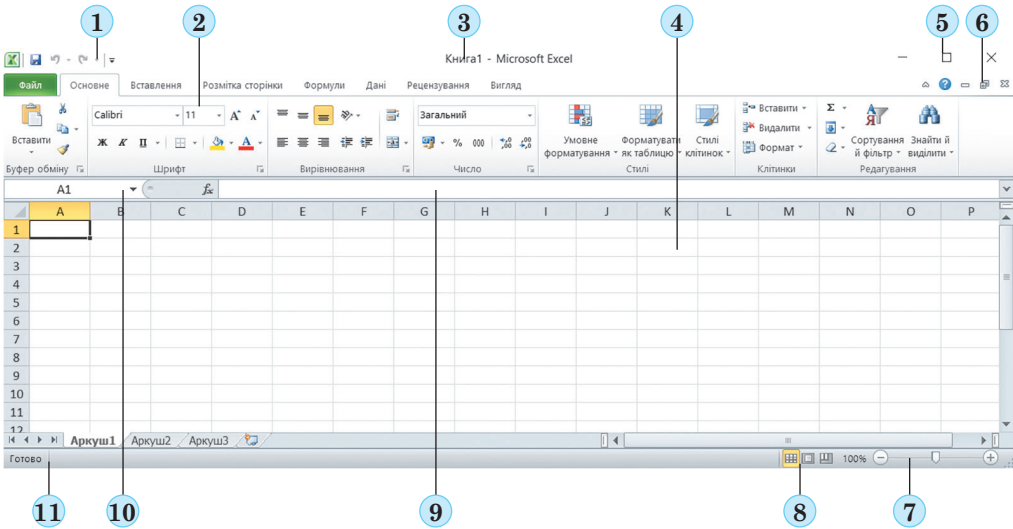 1 2 3 4 5 6
Книга1 - Microsoft Excel
Файл Основне Вставлення Розмітка сторінки Формули Дані Рецензування Вигляд
Calibri 11 А А Загальний Умовне форматування Форматувати як таблицю Стилі клітинок Вставити Σ Сортування й фільтр Знайти й виділити
Вставити Ж К П А % 000 Видалити
Формат
Буфер обміну Шрифт Вирівнювання Число Стилі Клітинки Редагування
A1 fx
A B C D E F G H I J K L M N O P
1
2
3
4
5
6
7
8
9
10
11
12
Аркуш1 Аркуш2 Аркуш3
Готово 100%
11 10 9 8 7